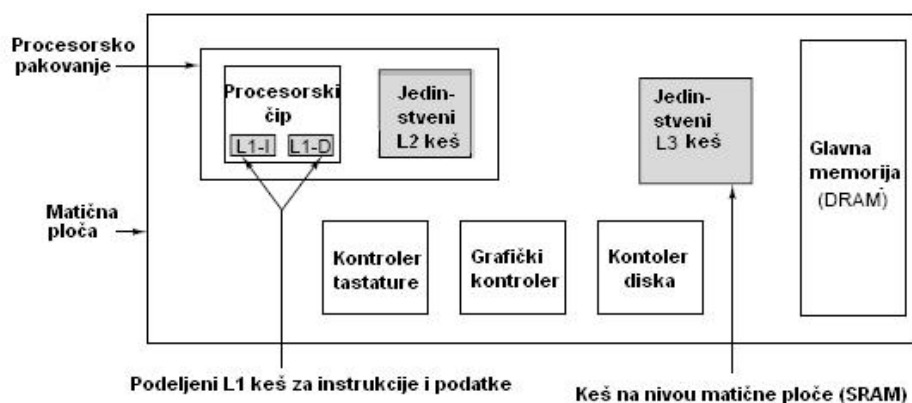 Procesorsko
pakovanje
Procesorski
čip
L1-I
L1-D
Jedin-
stveni
L2 keš
Jedin-
stveni
L3 keš
Glavna
memorija
(DRAM)
Matična
ploča
Kontroler
tastature
Grafički
kontroler
Kontoler
diska
Podeljeni L1 keš za instrukcije i podatke
Keš na nivou matične ploče (SRAM)